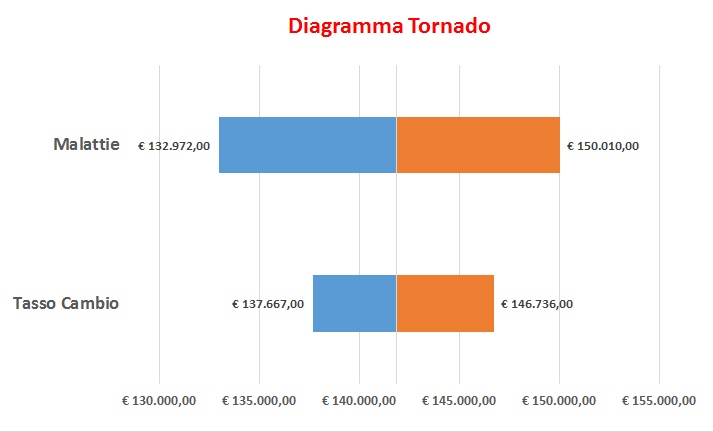 Diagramma Tornado
Malattie
€ 132.972,00
€ 150.010,00
Tasso Cambio
€ 137.667,00
€ 146.736,00
€ 130.000,00 € 135.000,00 € 140.000,00 € 145.000,00 € 150.000,00 € 155.000,00